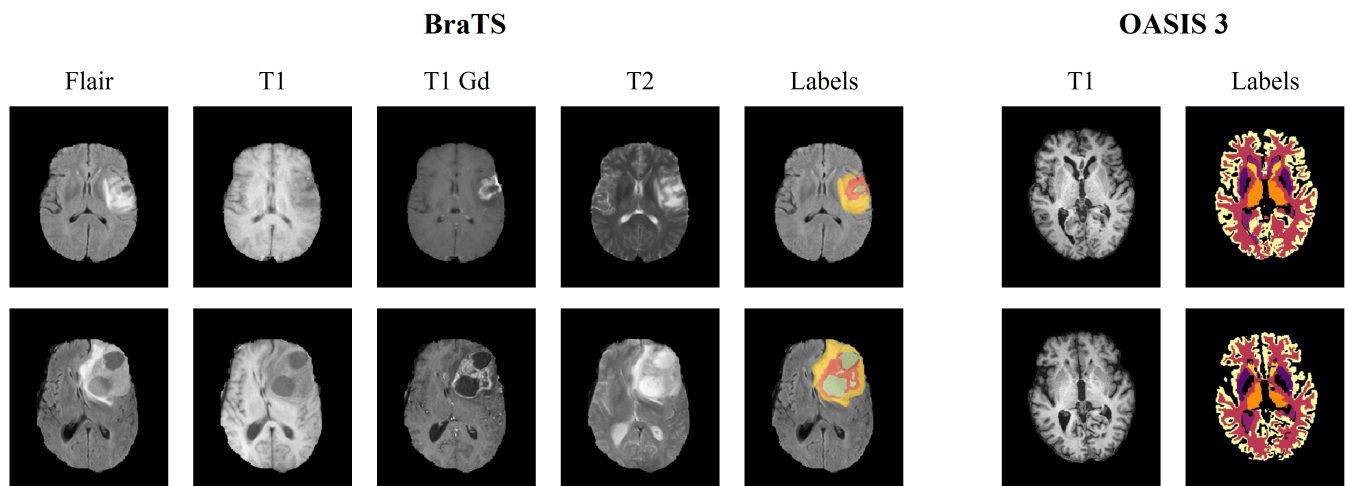 BraTS
OASIS 3
Flair
T1
T1 Gd
T2
Labels
T1
Labels